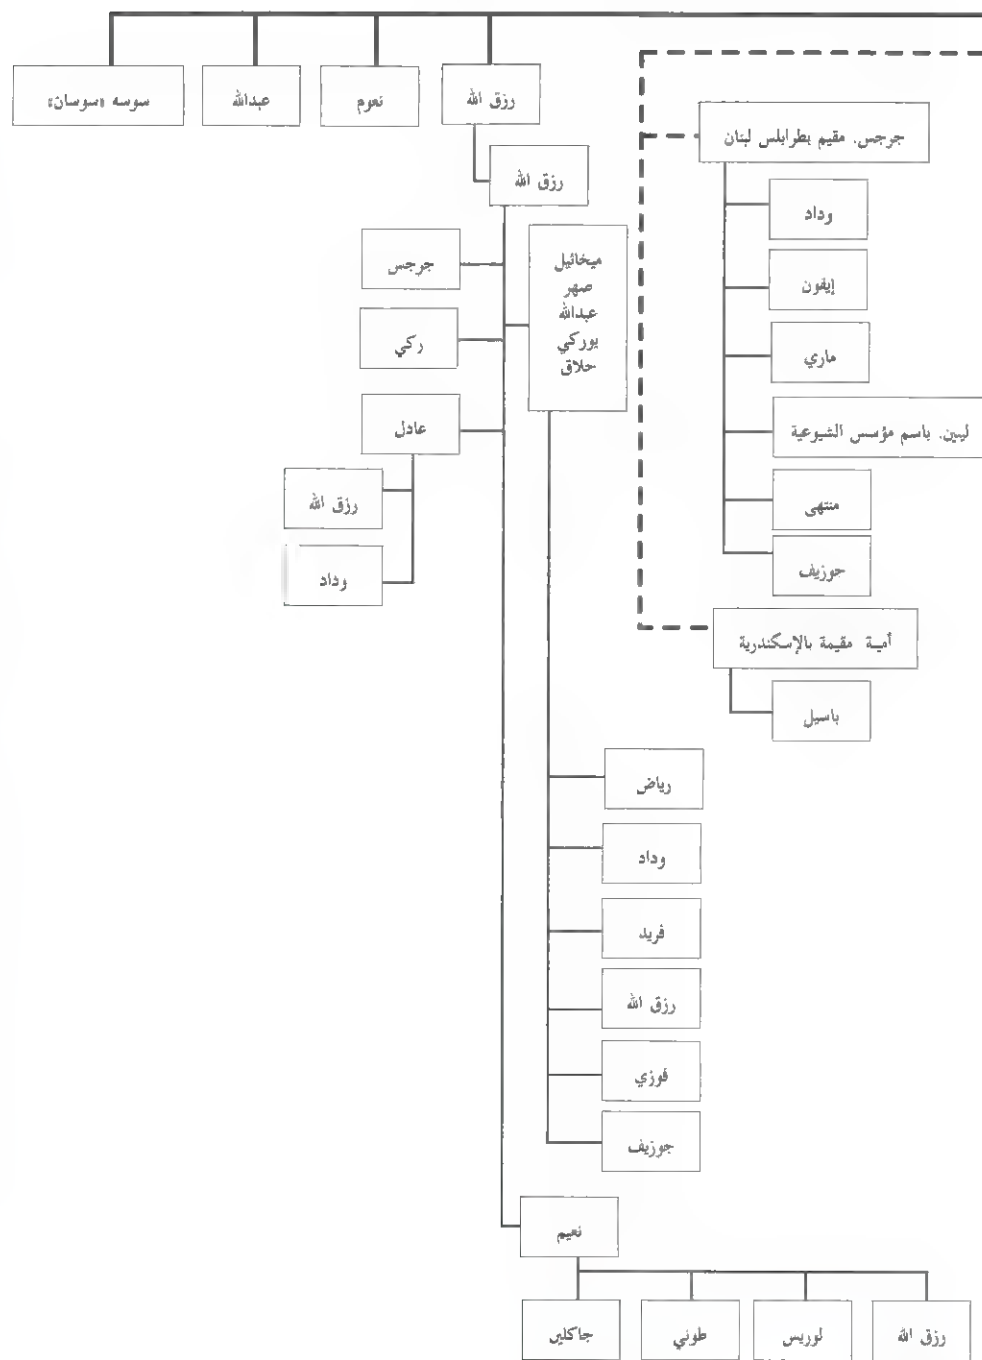 رزق الله
نعوم
عبدالله
سوسه «سوسان»
جرجس. مقيم بطرابلس لبنان
وداد
إيفون
ماري
لينين. باسم مؤسس الشيوعية
منتهى
جوزيف
أمية مقيمة بالإسكندرية
باسيل
رزق الله
ميخائيل
صهر
عبدالله
يوركي
حلاق
جرجس
ركي
عادل
رزق الله
وداد
رياض
وداد
فريد
رزق الله
فوزي
جوزيف
نعيم
رزق الله
لوريس
طوني
جاكلين